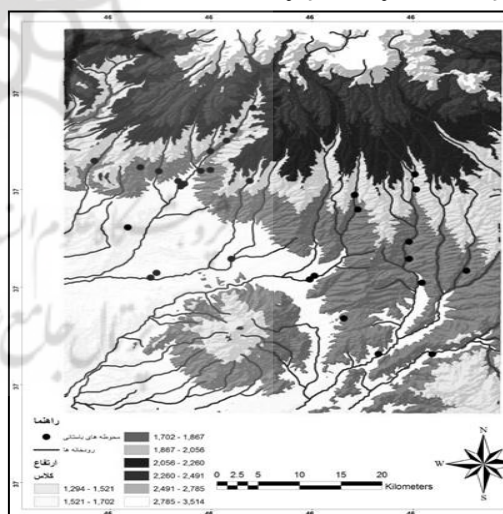 46 46 46 46
37
37
37
37
37
46 46 46 46
راهنما
محوطه های باستانی
رودخانه ها
ارتفاع
کلاس
1,294 - 1,521
1,521 - 1,702
1,702 - 1,867
1,867 - 2,056
2,056 - 2,260
2,260 - 2,491
2,491 - 2,785
2,785 - 3,514
0 2.5 5 10 15 20
Kilometers
N
W E
S